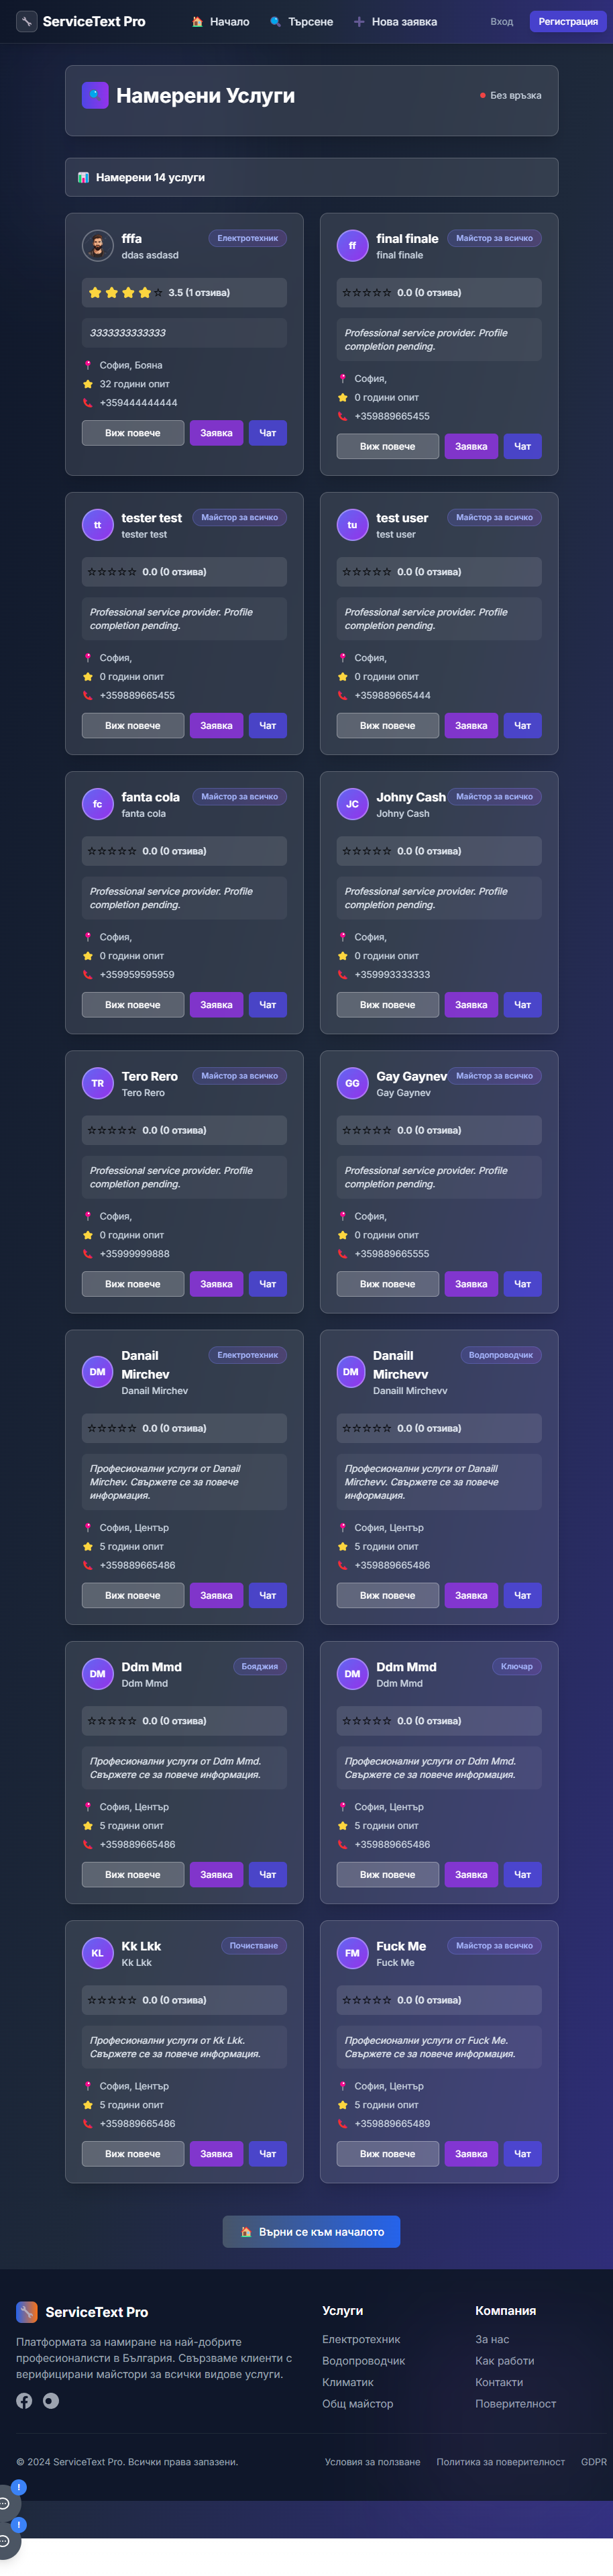 ServiceText Pro
Начало
Търсене
Нова заявка
Вход
Регистрация
Намерени Услуги
Без връзка
Намерени 14 услуги
fffa
Електротехник
ddas asdasd
3.5 (1 отзива)
3333333333333
София, Бояна
32 години опит
+359444444444
Виж повече
Заявка
Чат
ff
final finale
Майстор за всичко
final finale
0.0 (0 отзива)
Professional service provider. Profile
completion pending.
София,
0 години опит
+359889665455
Виж повече
Заявка
Чат
tt
tester test
Майстор за всичко
tester test
0.0 (0 отзива)
Professional service provider. Profile
completion pending.
София,
0 години опит
+359889665455
Виж повече
Заявка
Чат
tu
test user
Майстор за всичко
test user
0.0 (0 отзива)
Professional service provider. Profile
completion pending.
София,
0 години опит
+359889665444
Виж повече
Заявка
Чат
fc
fanta cola
Майстор за всичко
fanta cola
0.0 (0 отзива)
Professional service provider. Profile
completion pending.
София,
0 години опит
+359959595959
Виж повече
Заявка
Чат
JC
Johny Cash
Майстор за всичко
Johny Cash
0.0 (0 отзива)
Professional service provider. Profile
completion pending.
София,
0 години опит
+359993333333
Виж повече
Заявка
Чат
TR
Tero Rero
Майстор за всичко
Tero Rero
0.0 (0 отзива)
Professional service provider. Profile
completion pending.
София,
0 години опит
+35999999888
Виж повече
Заявка
Чат
GG
Gay Gaynev
Майстор за всичко
Gay Gaynev
0.0 (0 отзива)
Professional service provider. Profile
completion pending.
София,
0 години опит
+359889665555
Виж повече
Заявка
Чат
DM
Danail
Mirchev
Електротехник
Danail Mirchev
0.0 (0 отзива)
Професионални услуги от Danail
Mirchev. Свържете се за повече
информация.
София, Център
5 години опит
+359889665486
Виж повече
Заявка
Чат
DM
Danaill
Mirchevv
Водопроводчик
Danaill Mirchevv
0.0 (0 отзива)
Професионални услуги от Danaill
Mirchevv. Свържете се за повече
информация.
София, Център
5 години опит
+359889665486
Виж повече
Заявка
Чат
DM
Ddm Mmd
Бояджия
Ddm Mmd
0.0 (0 отзива)
Професионални услуги от Ddm Mmd.
Свържете се за повече информация.
София, Център
5 години опит
+359889665486
Виж повече
Заявка
Чат
DM
Ddm Mmd
Ключар
Ddm Mmd
0.0 (0 отзива)
Професионални услуги от Ddm Mmd.
Свържете се за повече информация.
София, Център
5 години опит
+359889665486
Виж повече
Заявка
Чат
KL
Kk Lkk
Почистване
Kk Lkk
0.0 (0 отзива)
Професионални услуги от Kk Lkk.
Свържете се за повече информация.
София, Център
5 години опит
+359889665486
Виж повече
Заявка
Чат
FM
Fuck Me
Майстор за всичко
Fuck Me
0.0 (0 отзива)
Професионални услуги от Fuck Me.
Свържете се за повече информация.
София, Център
5 години опит
+359889665489
Виж повече
Заявка
Чат
Върни се към началото
ServiceText Pro
Платформата за намиране на най-добрите
професионалисти в България. Свързваме клиенти с
верифицирани майстори за всички видове услуги.
Услуги
Електротехник
Водопроводчик
Климатик
Общ майстор
Компания
За нас
Как работи
Контакти
Поверителност
© 2024 ServiceText Pro. Всички права запазени.
Условия за ползване
Политика за поверителност
GDPR
!
!